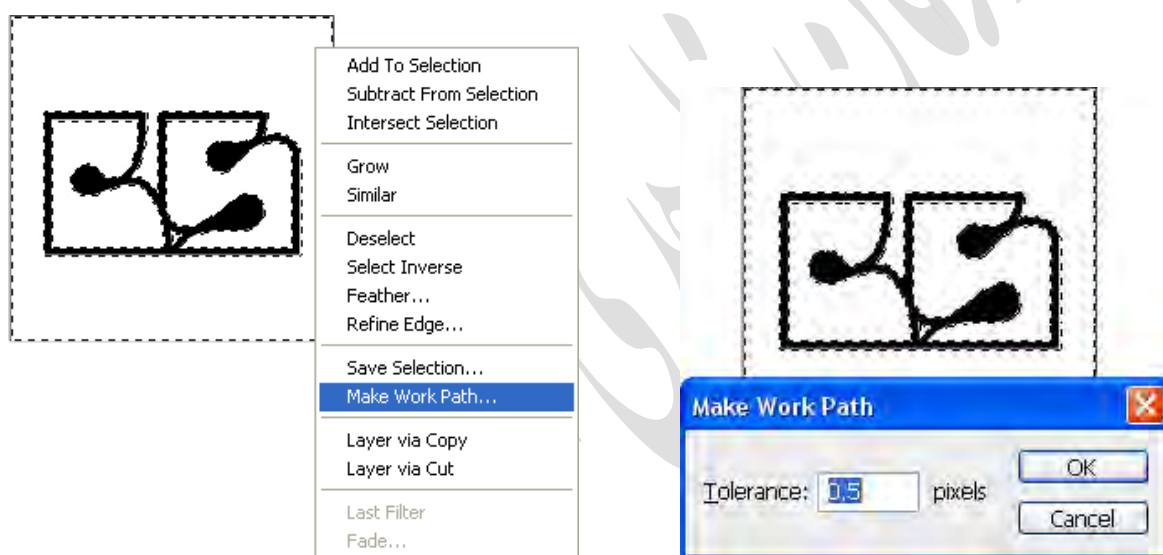 Add To Selection
Subtract From Selection
Intersect Selection
Grow
Similar
Deselect
Select Inverse
Feather...
Refine Edge...
Save Selection...
Make Work Path...
Layer via Copy
Layer via Cut
Last Filter
Fade...
Make Work Path
Tolerance: 0,5 pixels
OK
Cancel